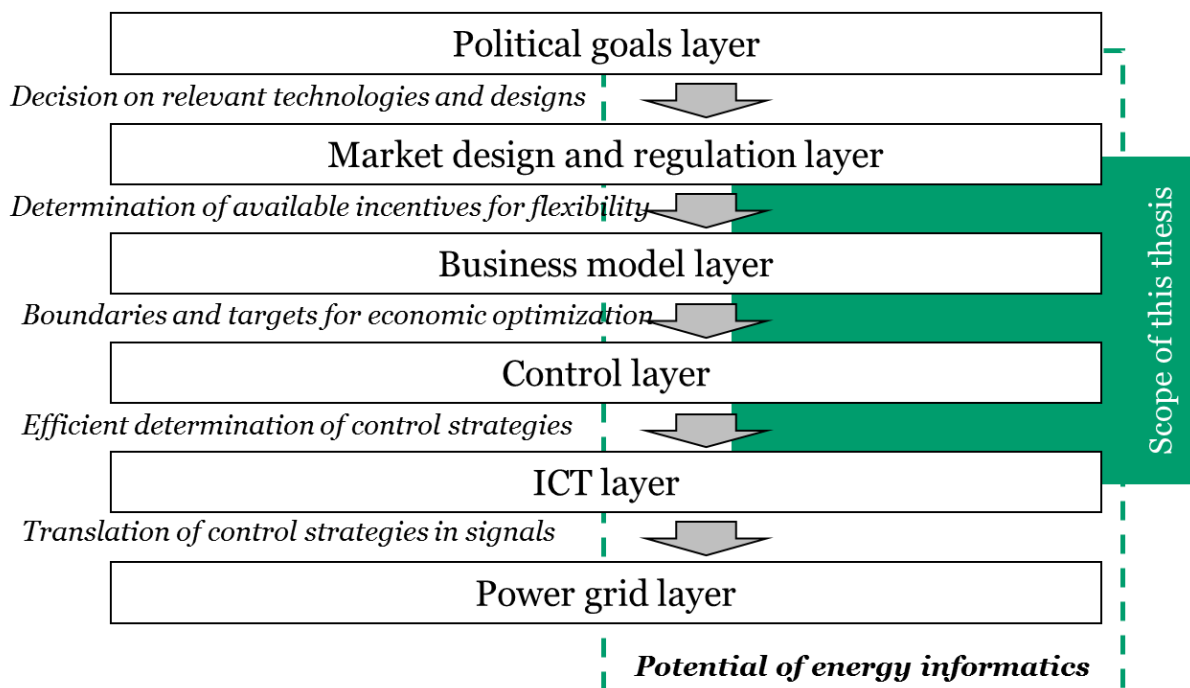 Political goals layer
Decision on relevant technologies and designs
Market design and regulation layer
Determination of available incentives for flexibility
Business model layer
Boundaries and targets for economic optimization
Control layer
Efficient determination of control strategies
ICT layer
Translation of control strategies in signals
Power grid layer
Potential of energy informatics
Scope of this thesis